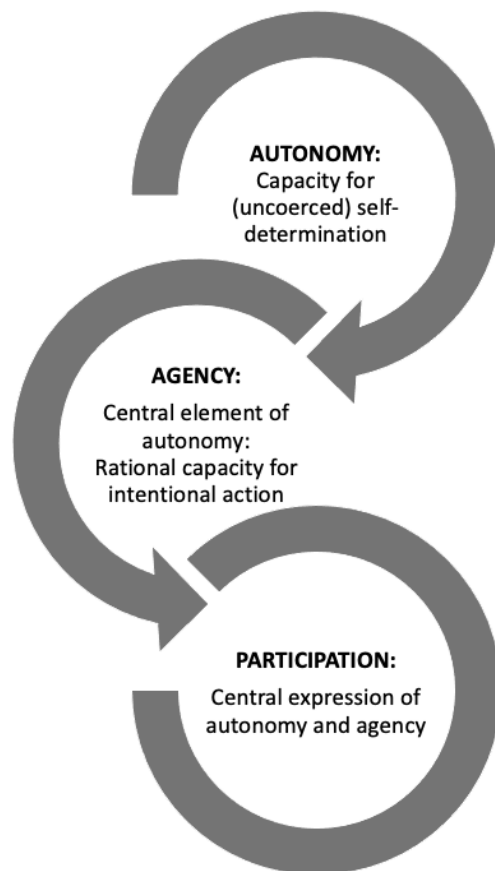 AUTONOMY:
Capacity for
(uncoerced) self-
determination
AGENCY:
Central element of
autonomy:
Rational capacity for
intentional action
PARTICIPATION:
Central expression of
autonomy and agency